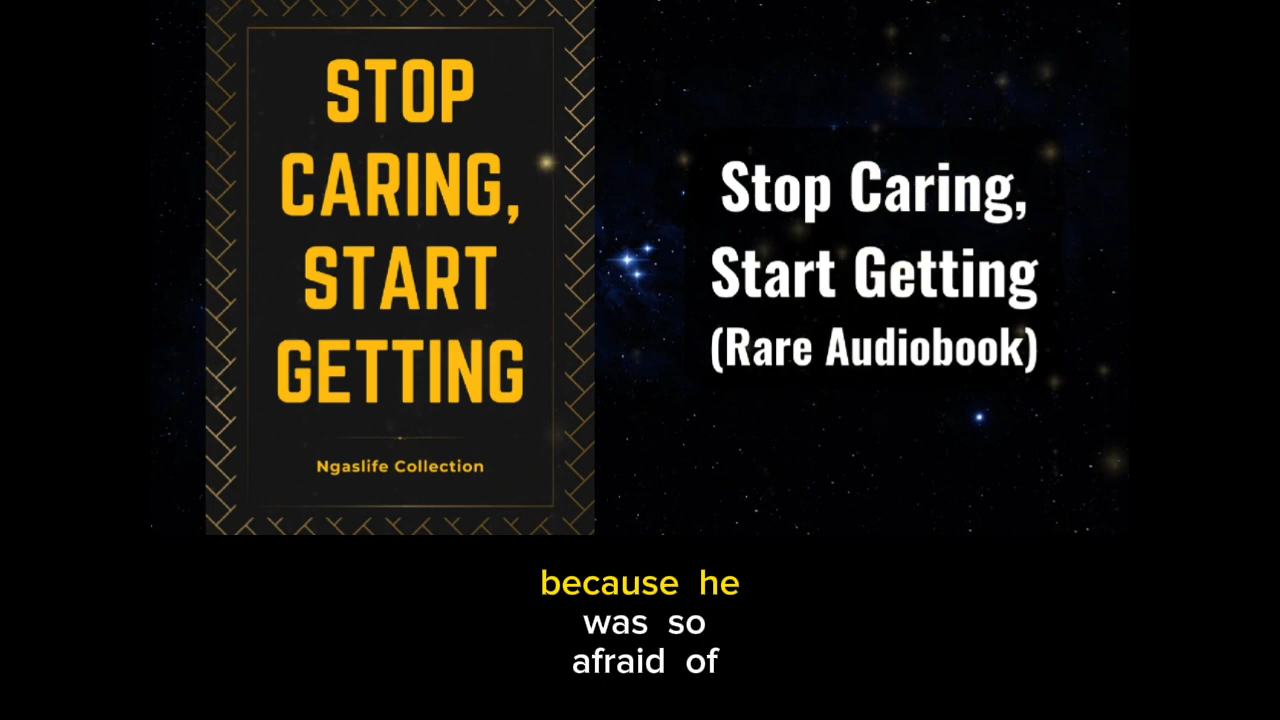 STOP
CARING,
START
GETTING
Ngaslife Collection
Stop Caring,
Start Getting
(Rare Audiobook)
because he
was so
afraid of